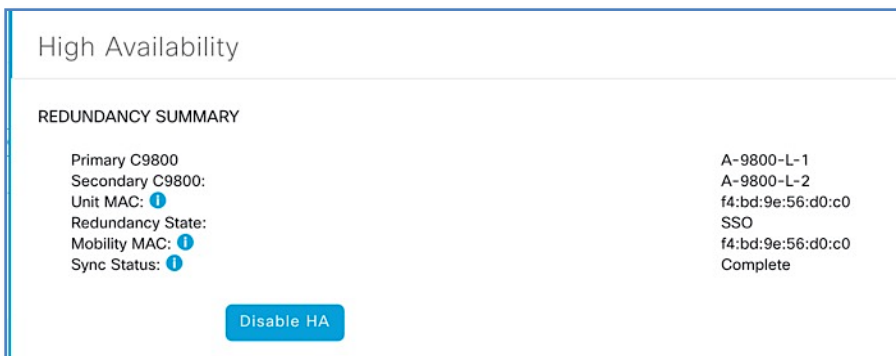 High Availability
REDUNDANCY SUMMARY
Primary C9800 A-9800-L-1
Secondary C9800: A-9800-L-2
Unit MAC: i f4:bd:9e:56:d0:c0
Redundancy State: SSO
Mobility MAC: i f4:bd:9e:56:d0:c0
Sync Status: i Complete
Disable HA